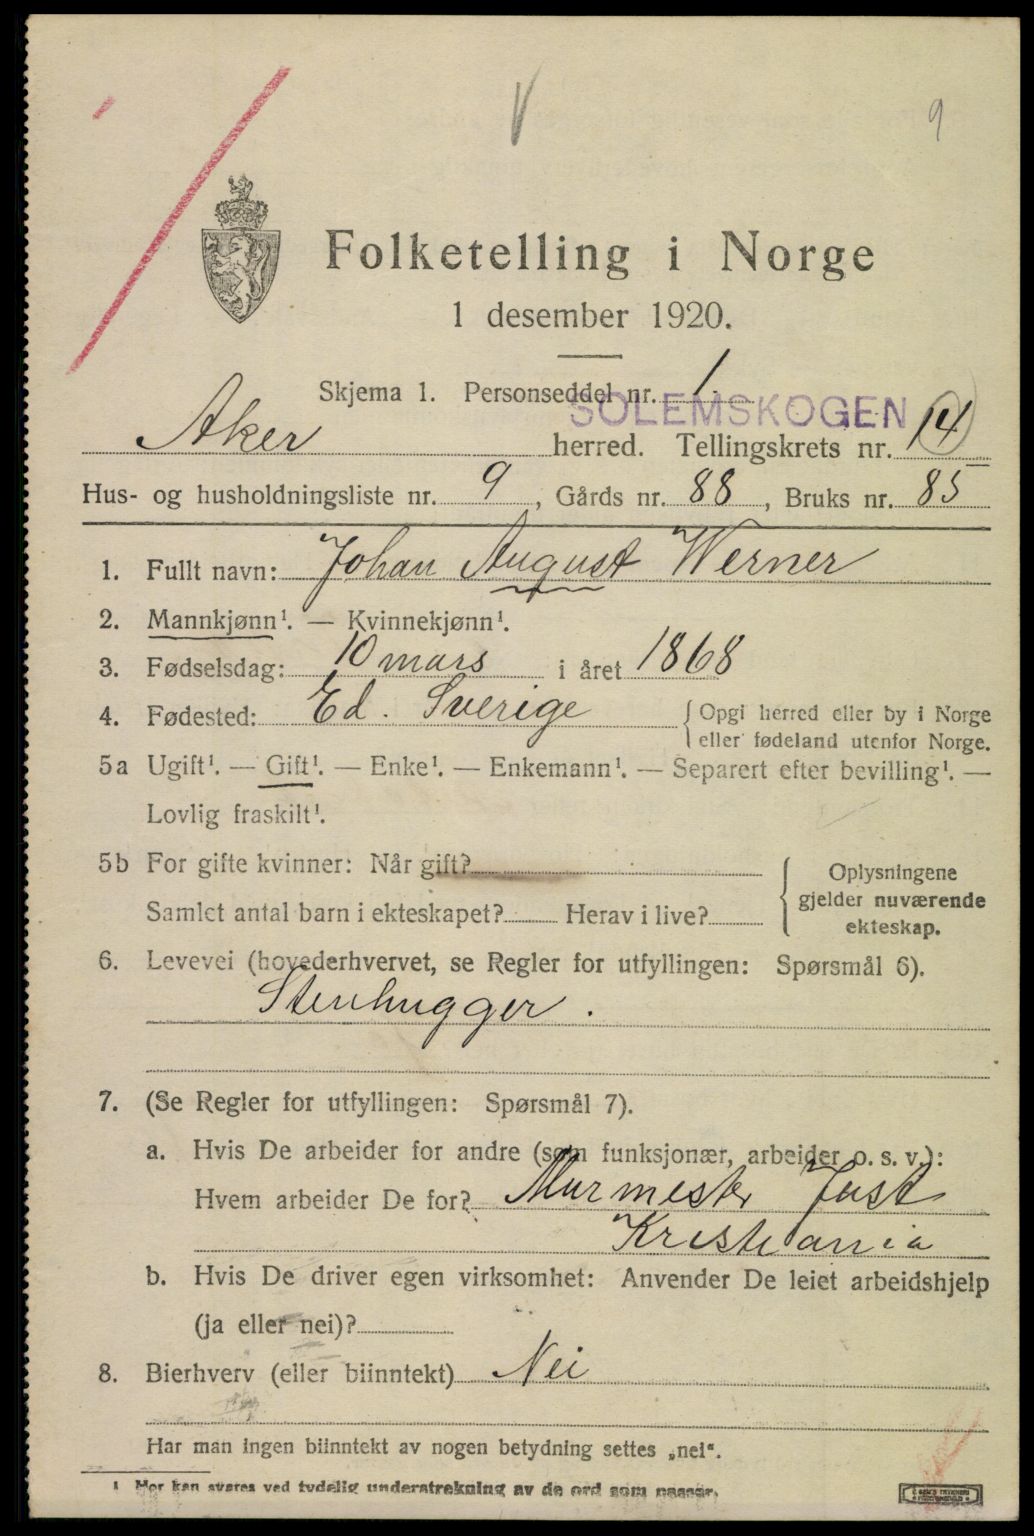 9
Folketelling i Norge
1 desember 1920.
Skjema 1. Personseddel nr. 1.
SOLEMSKOGEN
Aker herred. Tellingskrets nr. 14
Hus- og husholdningsliste nr. 9, Gårds nr. 88, Bruks nr. 85
1. Fullt navn: Johan August Werner
2. Mannkjønn¹. — Kvinnekjønn¹.
3. Fødselsdag: 10 mars i året 1868
4. Fødested: Ed. Sverige { Opgi herred eller by i Norge
eller fødeland utenfor Norge.
5a Ugift¹. — Gift¹. — Enke¹. — Enkemann¹. — Separert efter bevilling¹. —
Lovlig fraskilt¹.
5b For gifte kvinner: Når gift?
Samlet antal barn i ekteskapet? Herav i live?
{ Oplysningene
gjelder nuværende
ekteskap.
6. Levevei (hovederhvervet, se Regler for utfyllingen: Spørsmål 6).
Stenhugger.
7. (Se Regler for utfyllingen: Spørsmål 7).
a. Hvis De arbeider for andre (som funksjonær, arbeider o. s. v.):
Hvem arbeider De for? Murmester Just
Kristiania
b. Hvis De driver egen virksomhet: Anvender De leiet arbeidshjelp
(ja eller nei)?
8. Bierhverv (eller biinntekt) Nei
Har man ingen biinntekt av nogen betydning settes „nei“.
¹ Her kan svares ved tydelig understrekning av de ord som passer.